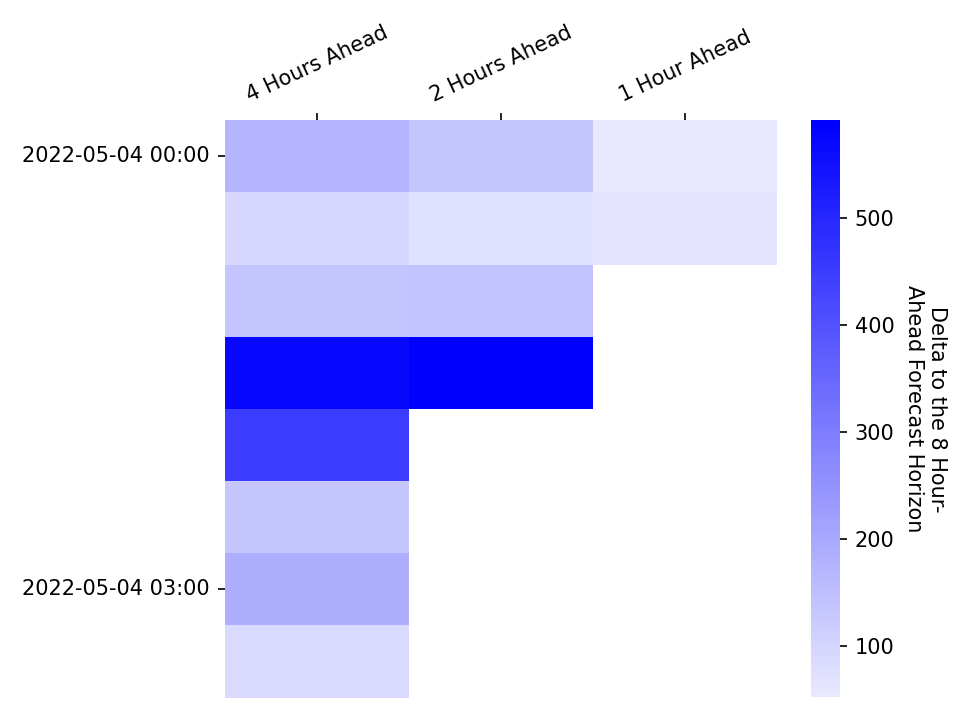 4 Hours Ahead
2 Hours Ahead
1 Hour Ahead
2022-05-04 00:00
2022-05-04 03:00
500
400
300
200
100
Delta to the 8 Hour-
Ahead Forecast Horizon